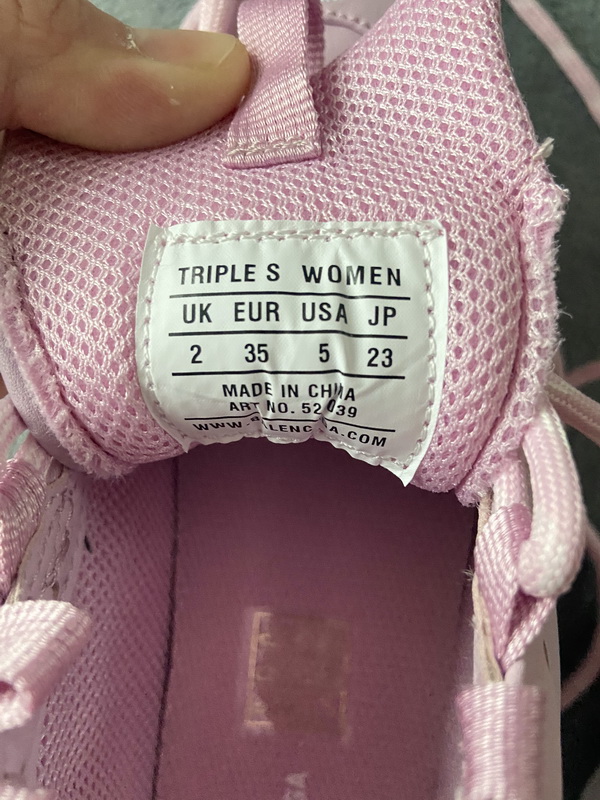 TRIPLE S WOMEN
UK EUR USA JP
2 35 5 23
MADE IN CHINA
ART NO.